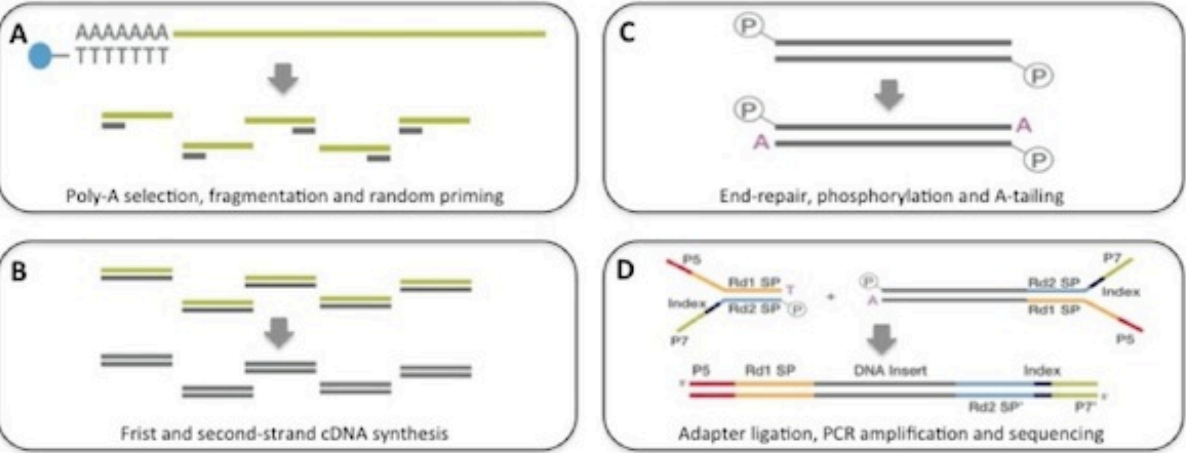 A
AAAAAAA
TTTTTTT
Poly-A selection, fragmentation and random priming
B
Frist and second-strand cDNA synthesis
C
P
P
P
A
A
P
End-repair, phosphorylation and A-tailing
D
P5
Rd1 SP
T
Index
Rd2 SP
P
P7
+
P
A
P7
Rd2 SP
Index
Rd1 SP
P5
P5
Rd1 SP
DNA Insert
Index
Rd2 SP'
P7'
Adapter ligation, PCR amplification and sequencing